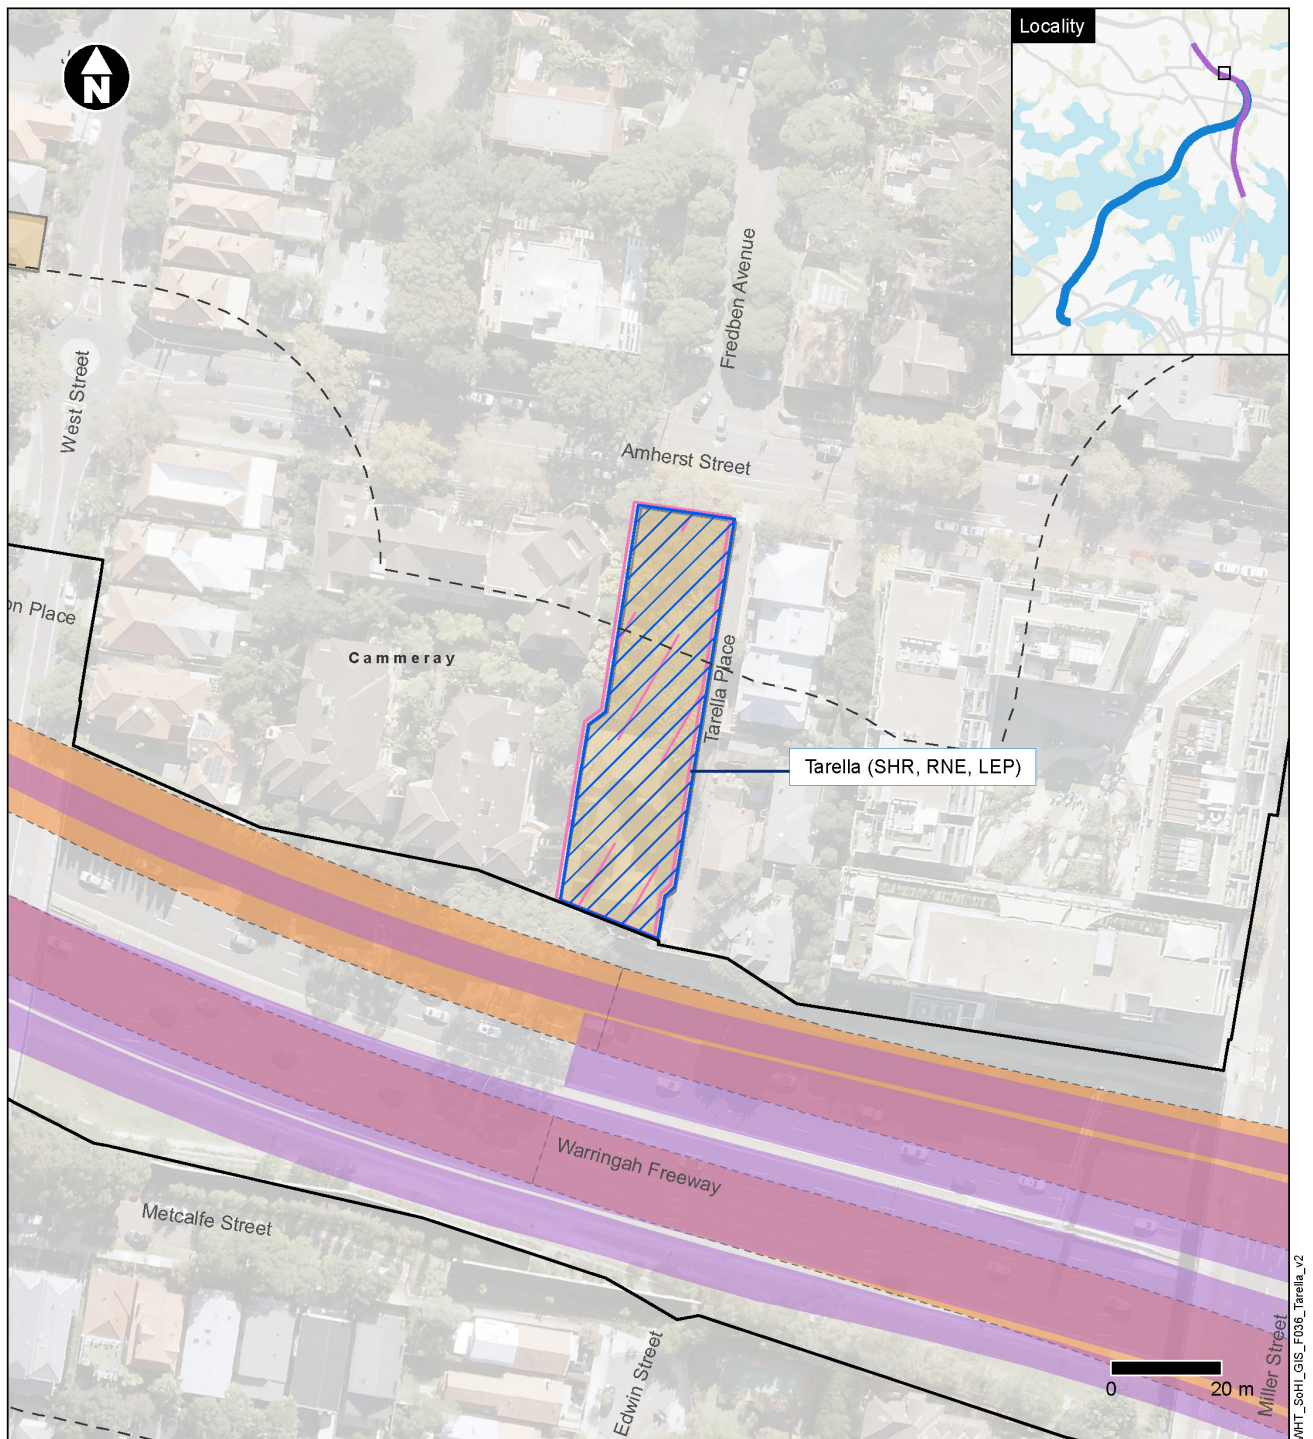 Locality
N
Fredben Avenue
West Street
Amherst Street
on Place
Cammeray
Tarella Place
Tarella (SHR, RNE, LEP)
Warringah Freeway
Metcalfe Street
Edwin Street
Miller Street
0 20 m
WHT_SoHI_GIS_F036_Tarella_v2